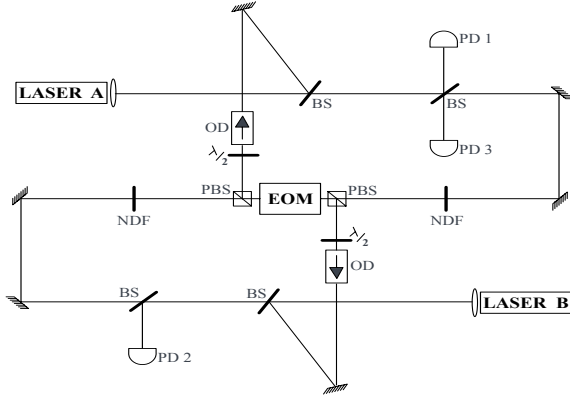 PD 1
LASER A
BS
BS
OD
PD 3
λ/2
PBS
EOM
PBS
NDF
NDF
λ/2
OD
BS
BS
LASER B
PD 2